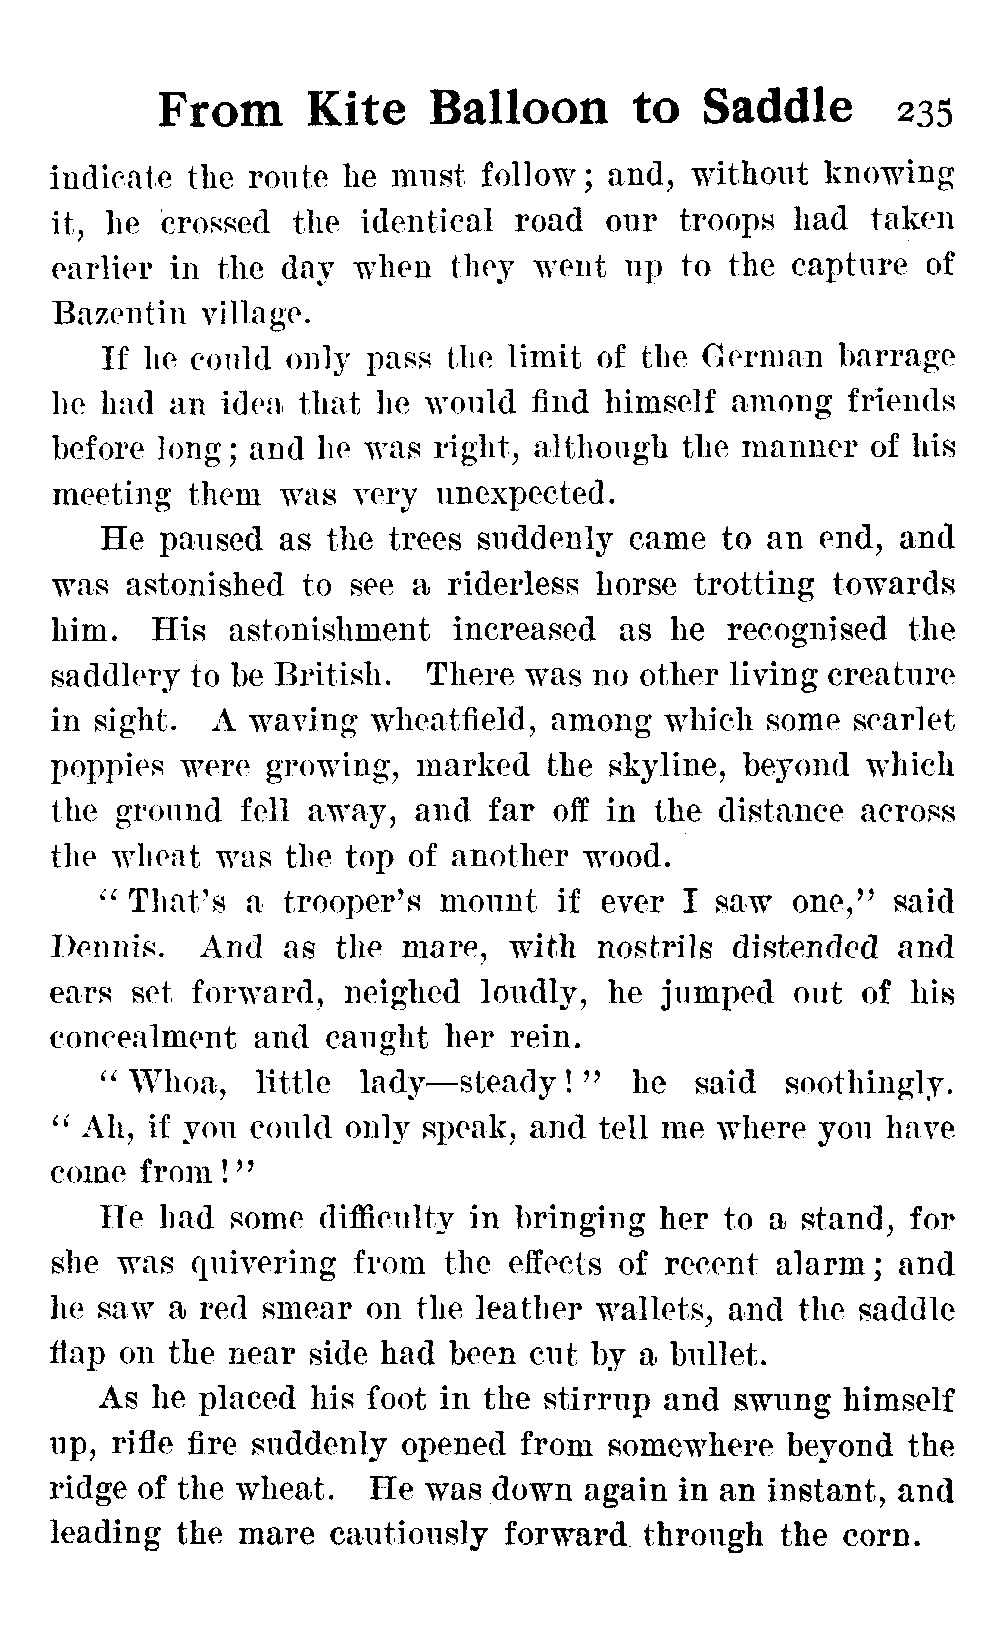 From Kite Balloon to Saddle 235
indicate the route he must follow; and, without knowing
it, he crossed the identical road our troops had taken
earlier in the day when they went up to the capture of
Bazentin village.
If he could only pass the limit of the German barrage
he had an idea that he would find himself among friends
before long; and he was right, although the manner of his
meeting them was very unexpected.
He paused as the trees suddenly came to an end, and
was astonished to see a riderless horse trotting towards
him. His astonishment increased as he recognised the
saddlery to be British. There was no other living creature
in sight. A waving wheatfield, among which some scarlet
poppies were growing, marked the skyline, beyond which
the ground fell away, and far off in the distance across
the wheat was the top of another wood.
“That’s a trooper’s mount if ever I saw one,” said
Dennis. And as the mare, with nostrils distended and
ears set forward, neighed loudly, he jumped out of his
concealment and caught her rein.
“Whoa, little lady—steady!” he said soothingly.
“Ah, if you could only speak, and tell me where you have
come from!”
He had some difficulty in bringing her to a stand, for
she was quivering from the effects of recent alarm; and
he saw a red smear on the leather wallets, and the saddle
flap on the near side had been cut by a bullet.
As he placed his foot in the stirrup and swung himself
up, rifle fire suddenly opened from somewhere beyond the
ridge of the wheat. He was down again in an instant, and
leading the mare cautiously forward through the corn.